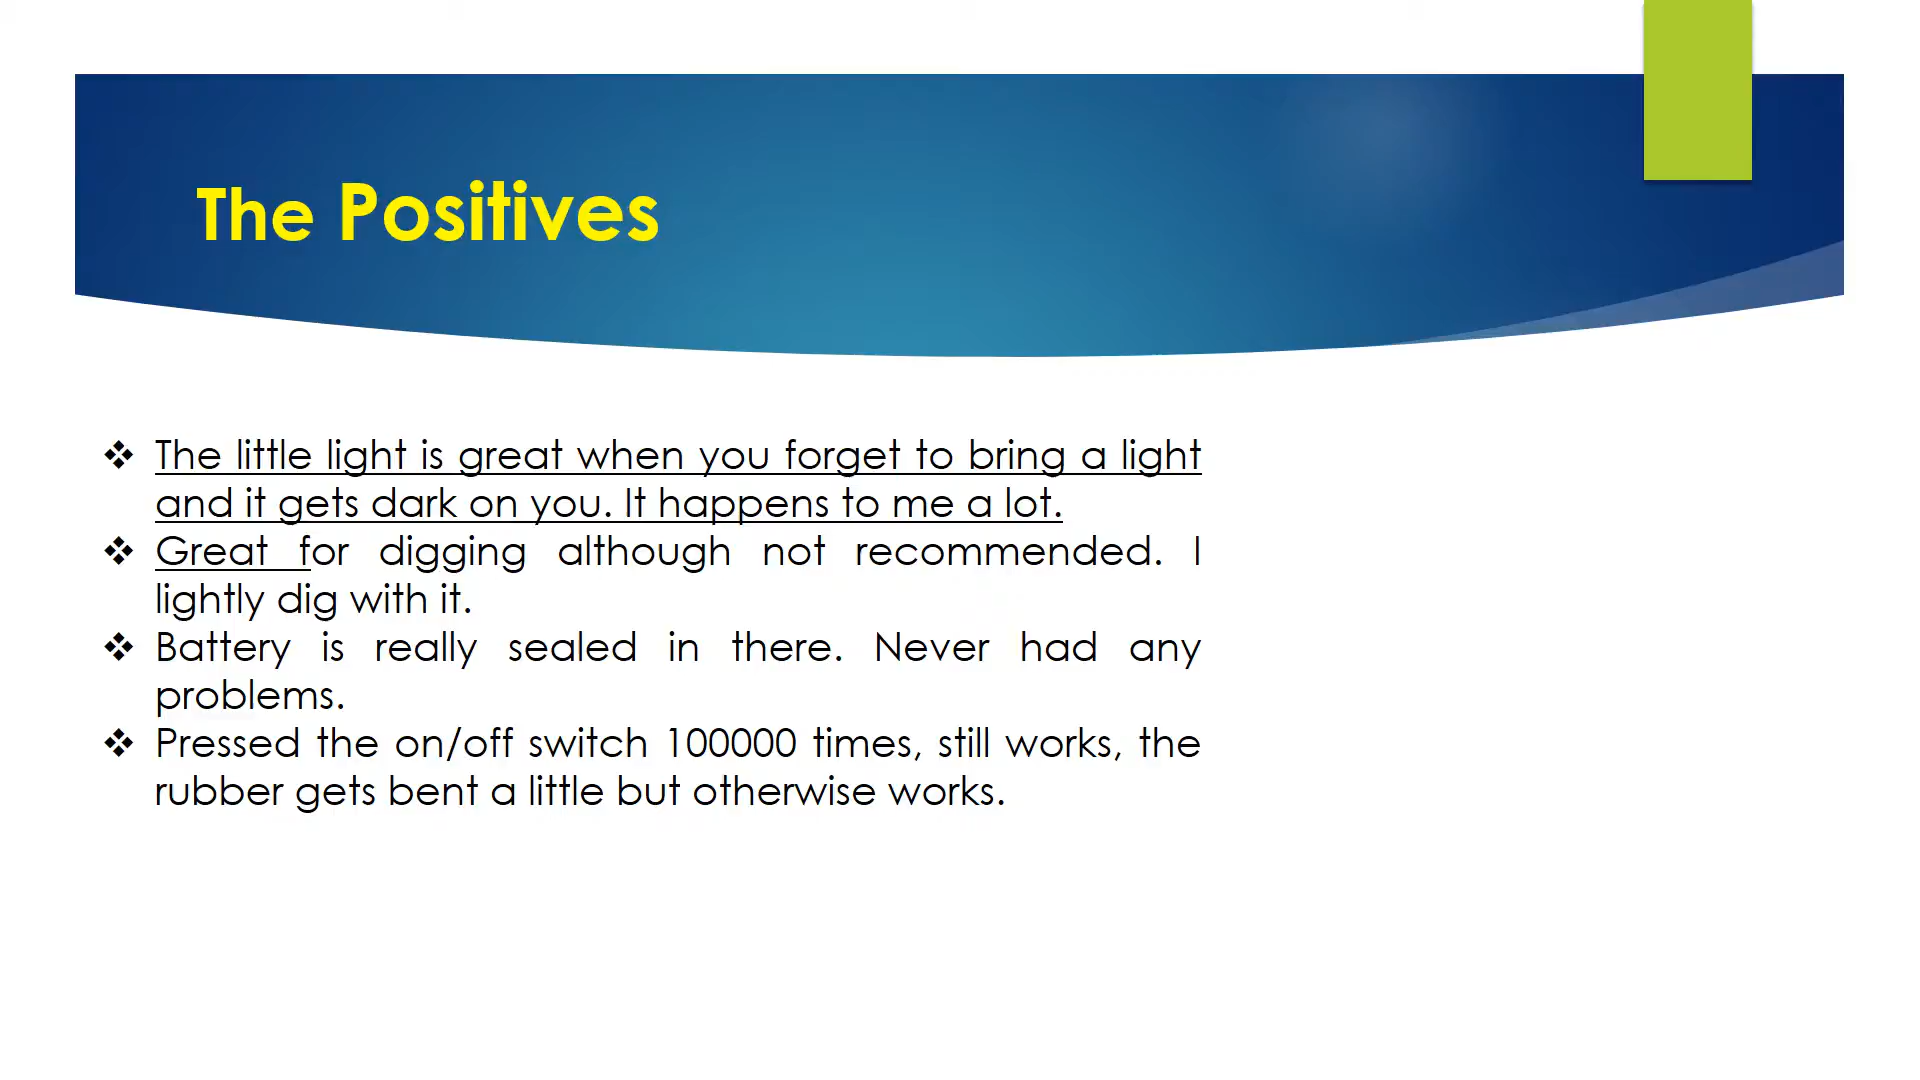 The Positives
❖ The little light is great when you forget to bring a light
and it gets dark on you. It happens to me a lot.
❖ Great for digging although not recommended. I
lightly dig with it.
❖ Battery is really sealed in there. Never had any
problems.
❖ Pressed the on/off switch 100000 times, still works, the
rubber gets bent a little but otherwise works.